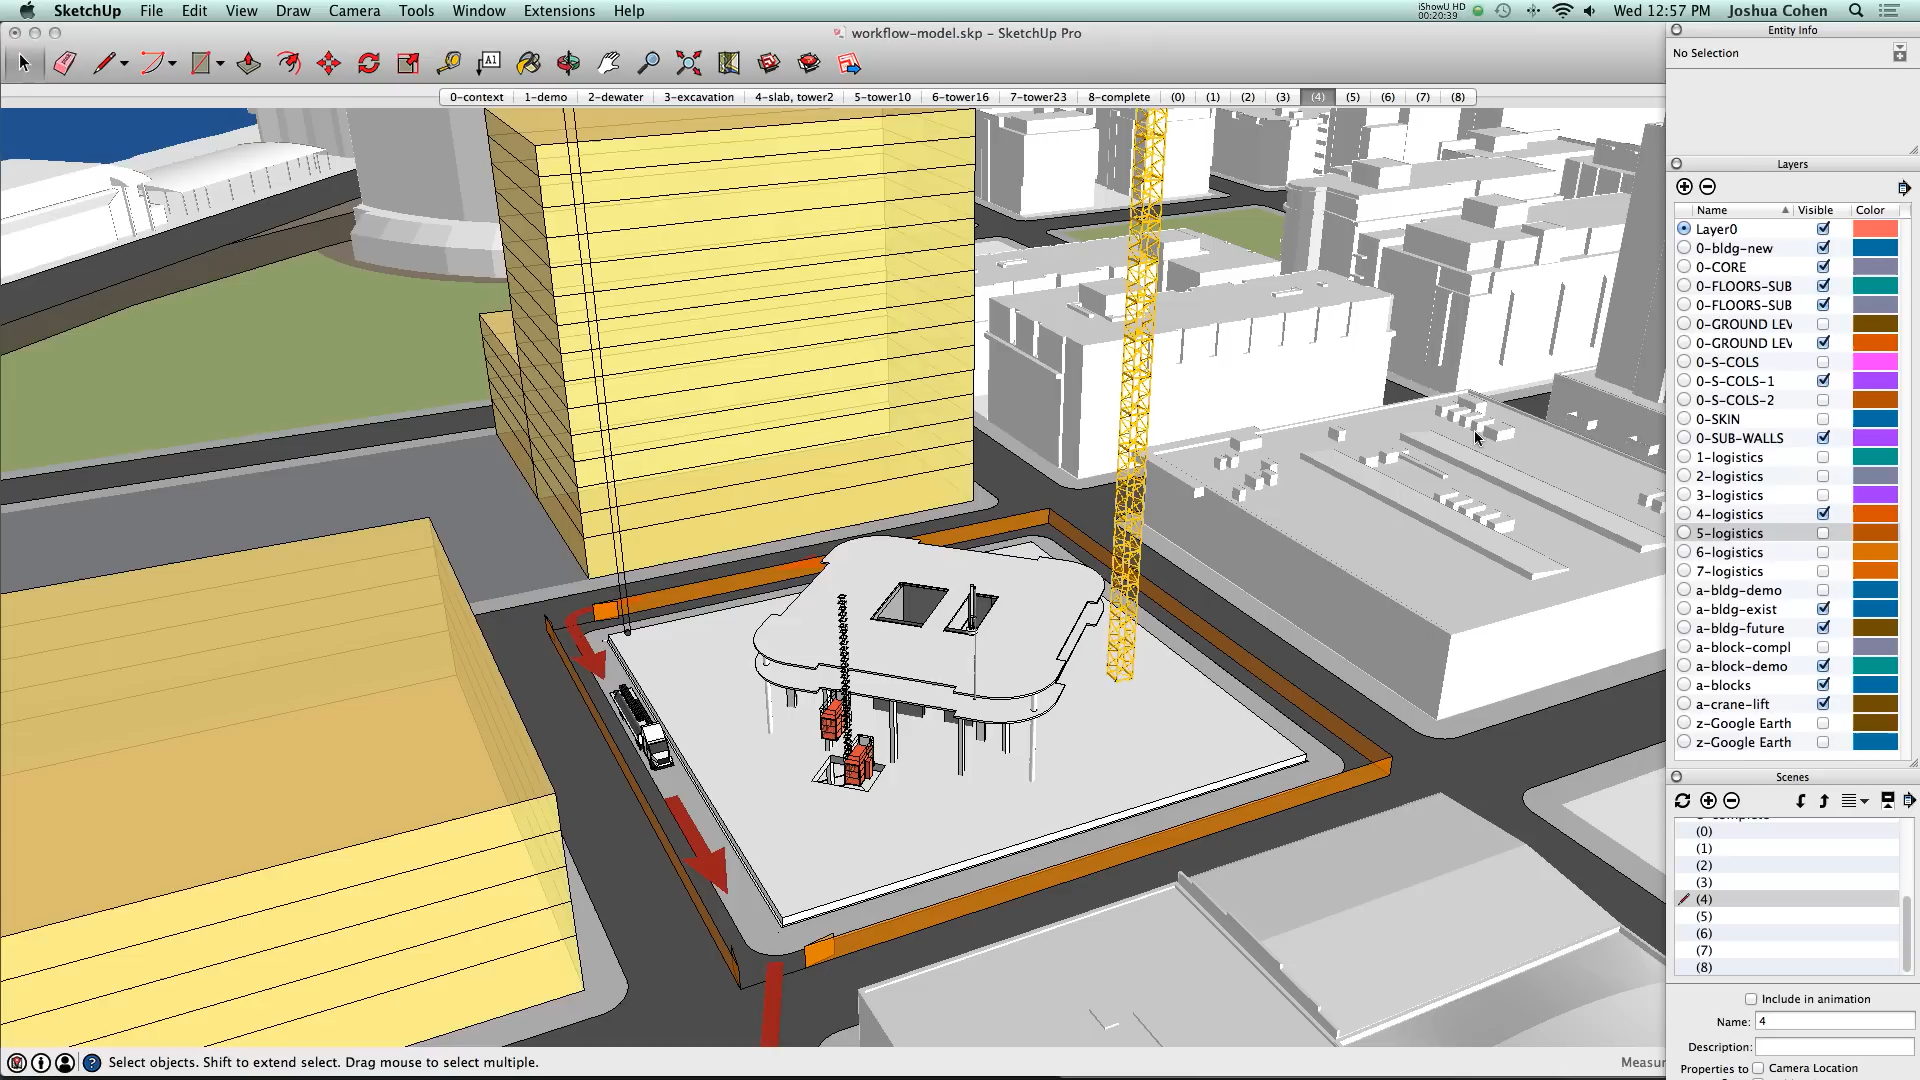 SketchUp File Edit View Draw Camera Tools Window Extensions Help iShowU HD 00:20:39 Wed 12:57 PM Joshua Cohen
workflow-model.skp - SketchUp Pro
A1
0-context 1-demo 2-dewater 3-excavation 4-slab, tower2 5-tower10 6-tower16 7-tower23 8-complete (0) (1) (2) (3) (4) (5) (6) (7) (8)
Entity Info
No Selection
Layers
Name Visible Color
Layer0
0-bldg-new
0-CORE
0-FLOORS-SUB
0-FLOORS-SUB
0-GROUND LEV
0-GROUND LEV
0-S-COLS
0-S-COLS-1
0-S-COLS-2
0-SKIN
0-SUB-WALLS
1-logistics
2-logistics
3-logistics
4-logistics
5-logistics
6-logistics
7-logistics
a-bldg-demo
a-bldg-exist
a-bldg-future
a-block-compl
a-block-demo
a-blocks
a-crane-lift
z-Google Earth
z-Google Earth
Scenes
(0)
(1)
(2)
(3)
(4)
(5)
(6)
(7)
(8)
Include in animation
Name: 4
Description:
Properties to Camera Location
Select objects. Shift to extend select. Drag mouse to select multiple.
Measur